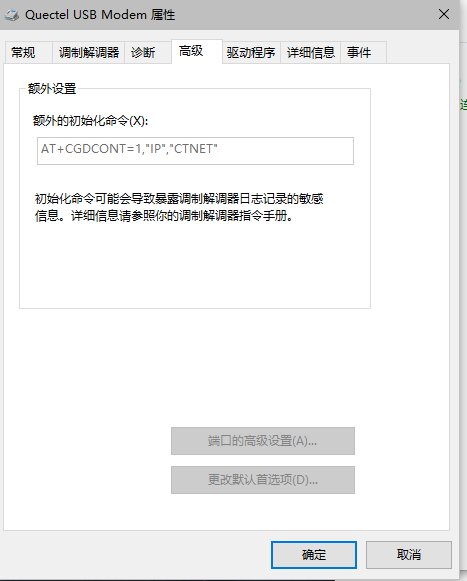 Quectel USB Modem 属性
常规 调制解调器 诊断 高级 驱动程序 详细信息 事件
额外设置
额外的初始化命令(X):
AT+CGDCONT=1,"IP","CTNET"
初始化命令可能会导致暴露调制解调器日志记录的敏感
信息。详细信息请参照你的调制解调器指令手册。
端口的高级设置(A)...
更改默认首选项(D)...
确定 取消